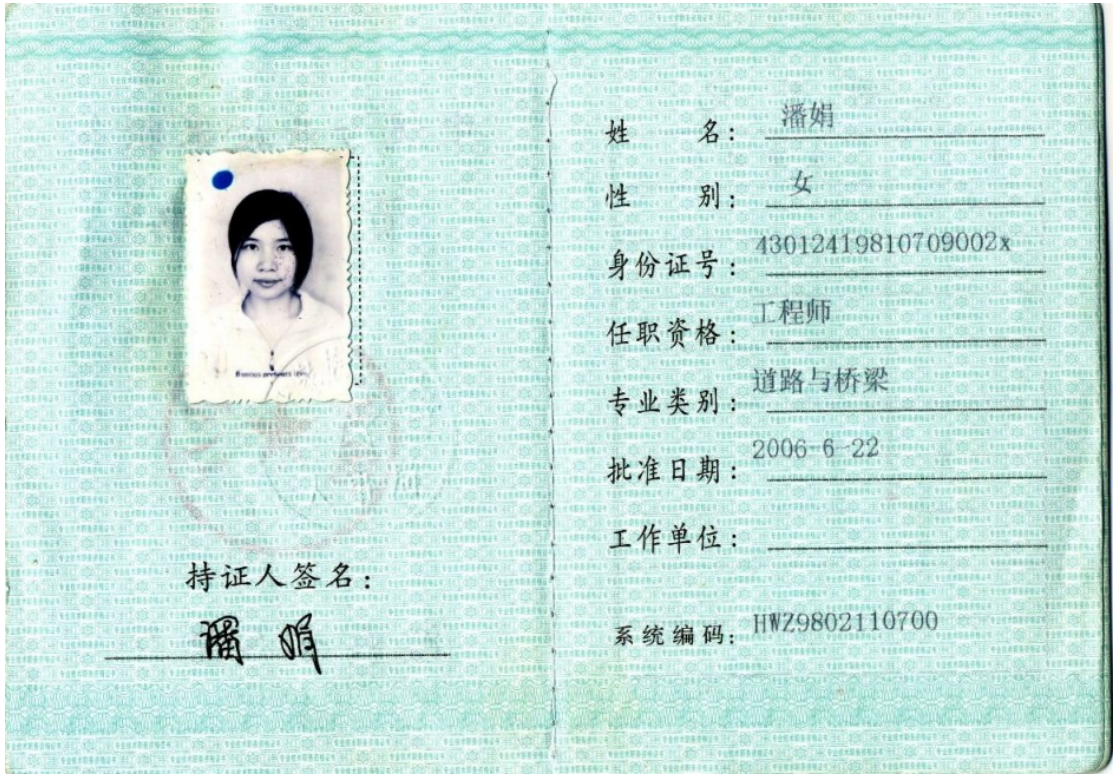 持证人签名:
潘娟
姓 名: 潘娟
性 别: 女
身份证号: 43012419810709002x
任职资格: 工程师
专业类别: 道路与桥梁
批准日期: 2006-6-22
工作单位:
系统编码: HWZ9802110700